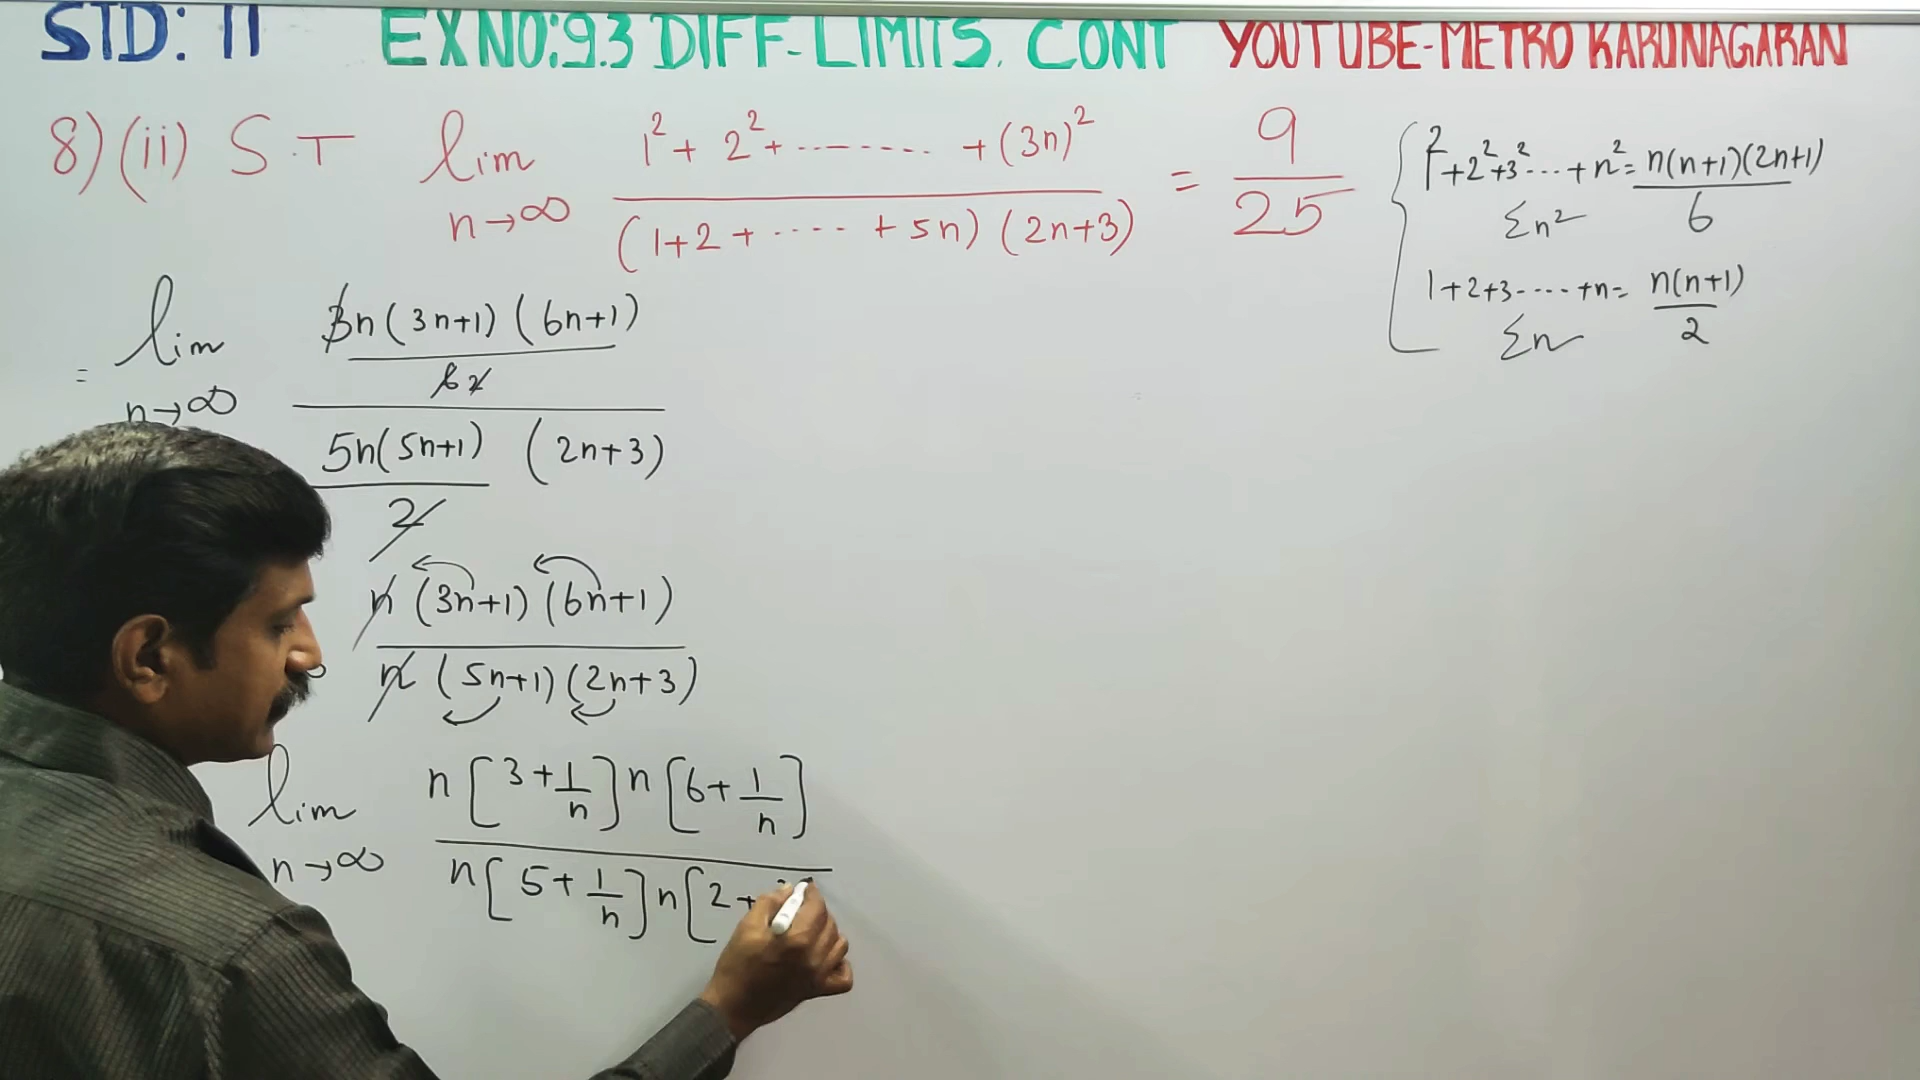 STD: 11 EX NO:9.3 DIFF-LIMITS. CONT YOUTUBE-METRO KARUNAGARAN
8)(ii) S.T lim n→∞ 1²+ 2²+ ........ +(3n)² / (1+2+ ..... + 5n) (2n+3) = 9/25
1²+2²+3²...+n²= n(n+1)(2n+1) / 6
Σn²
1+2+3.....+n= n(n+1) / 2
Σn
= lim n→∞ 3n(3n+1)(6n+1) / 6 2
5n(5n+1) / 2 (2n+3)
n (3n+1)(6n+1)
n (5n+1)(2n+3)
lim n→∞ n[3+1/n] n[6+1/n]
n[5+1/n] n[2+